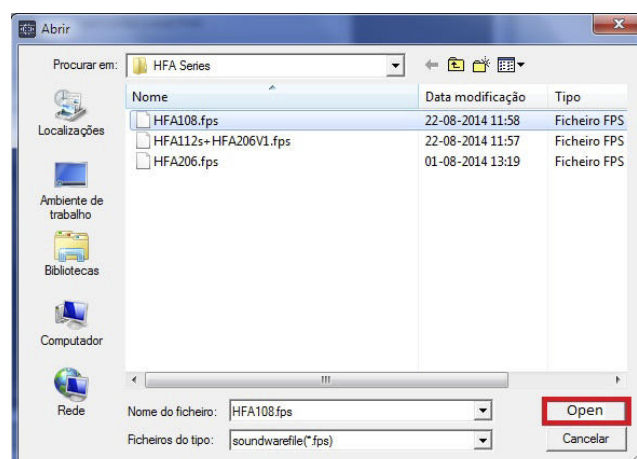 Abrir
Procurar em: HFA Series
Nome Data modificação Tipo
HFA108.fps 22-08-2014 11:58 Ficheiro FPS
HFA112s+HFA206V1.fps 22-08-2014 11:57 Ficheiro FPS
HFA206.fps 01-08-2014 13:19 Ficheiro FPS
Localizações
Ambiente de
trabalho
Bibliotecas
Computador
Rede
Nome do ficheiro: HFA108.fps Open
Ficheiros do tipo: soundwarefile(*.fps) Cancelar